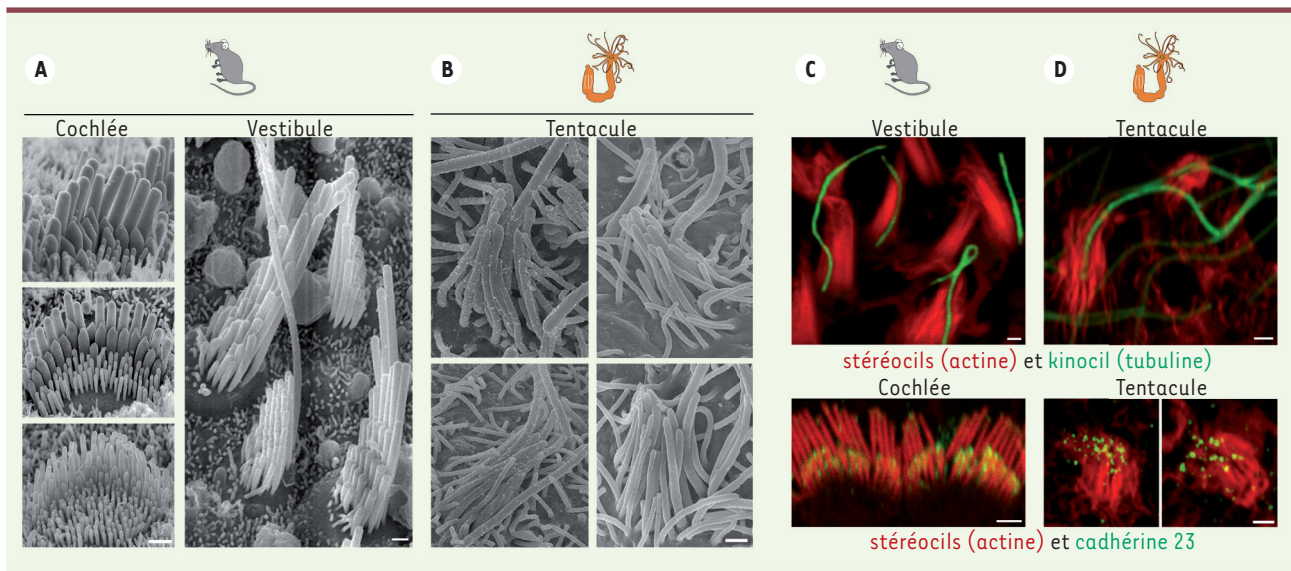 A
B
C
D
Cochlée
Vestibule
Tentacule
Vestibule
Tentacule
stéréocils (actine) et kinocil (tubuline)
Cochlée
Tentacule
stéréocils (actine) et cadhérine 23